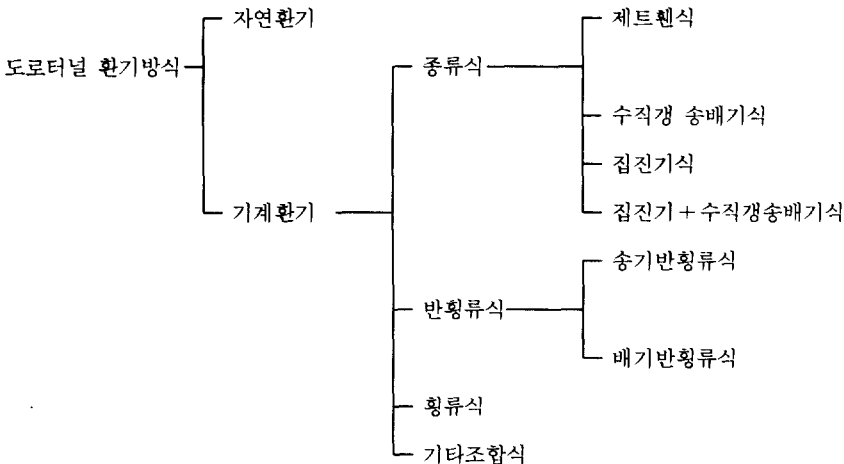 자연환기
제트휀식
도로터널 환기방식
종류식
수직갱 송배기식
집진기식
기계환기
집진기+수직갱송배기식
송기반횡류식
반횡류식
배기반횡류식
횡류식
기타조합식